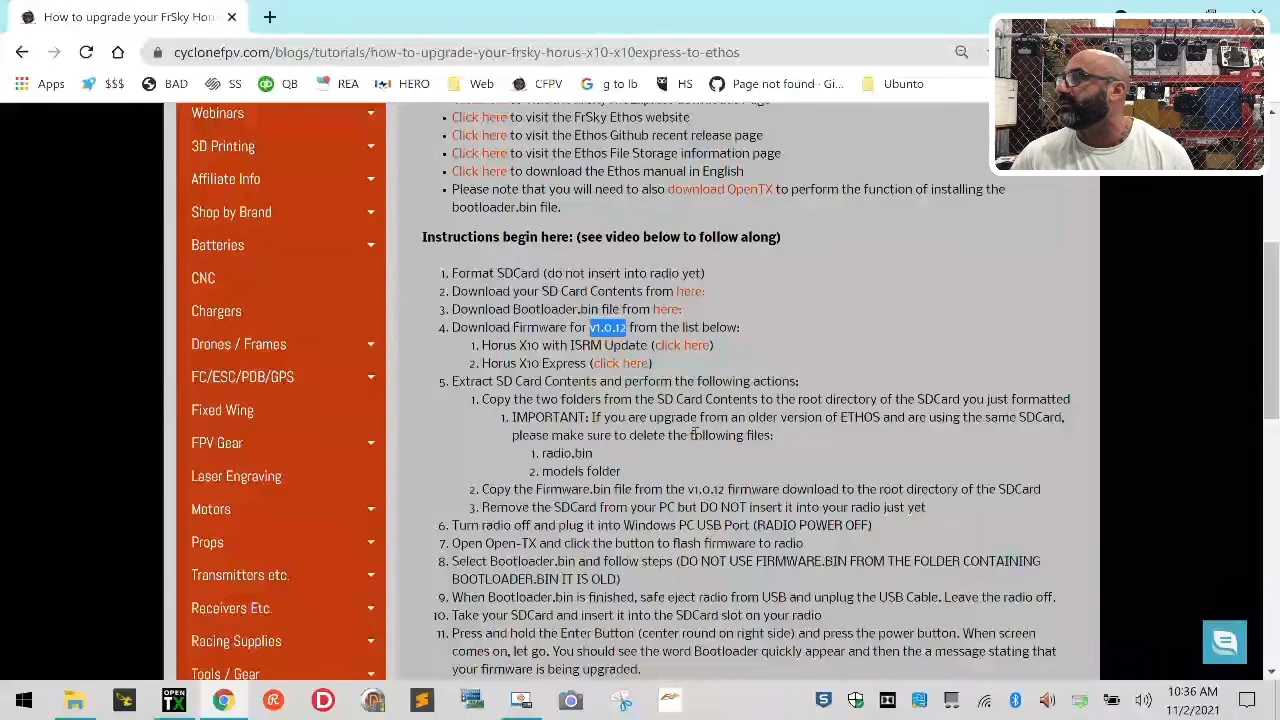 How to upgrade your FrSky Ho
cyclonefpv.com/blogs/tutorials/how-to-upgrade-your-frsky-horus-x10-x10express-to-ethos
Apps
$$$
BAD
SS
QB
REA
HERO
g to lb
HS
Page not found · Gi...
Ubuntu
Webinars
3D Printing
Affiliate Info
Shop by Brand
Batteries
CNC
Chargers
Drones / Frames
FC/ESC/PDB/GPS
Fixed Wing
FPV Gear
Laser Engraving
Motors
Props
Transmitters etc.
Receivers Etc.
Racing Supplies
Tools / Gear
Click here to visit the FrSky Ethos website
Click here to visit the Ethos Github recent release page
Click here to visit the Ethos File Storage information page
Click here to download the Ethos manual in English
Please note that you will need to also download OpenTX to perform the function of installing the
bootloader.bin file.
Instructions begin here: (see video below to follow along)
1. Format SDCard (do not insert into radio yet)
2. Download your SD Card Contents from here:
3. Download Bootloader.bin file from here:
4. Download Firmware for v1.0.12 from the list below:
1. Horus X10 with ISRM Update (click here)
2. Horus X10 Express (click here)
5. Extract SD Card Contents and perform the following actions:
1. Copy the two folders from the SD Card Contents to the root directory of the SDCard you just formatted
1. IMPORTANT: If you are upgrade from an older version of ETHOS and are using the same SDCard,
please make sure to delete the following files:
1. radio.bin
2. models folder
2. Copy the Firmware.bin file from the v1.0.12 firmware download to the root directory of the SDCard
3. Remove the SDCard from your PC but DO NOT insert it into your radio just yet
6. Turn radio off and plug it into Windows PC USB Port (RADIO POWER OFF)
7. Open Open-TX and click the button to flash firmware to radio
8. Select Bootloader.bin and follow steps (DO NOT USE FIRMWARE.BIN FROM THE FOLDER CONTAINING
BOOTLOADER.BIN IT IS OLD)
9. When Bootloader.bin is finished, safe eject radio from USB and unplug the USB Cable. Leave the radio off.
10. Take your SDCard and insert it into the SDCard slot on your radio
11. Press and hold the Enter Button (center round on right side) and press the power button. When screen
comes on let go. You should see the word Bootloader quickly appear and then the a message stating that
your firmware is being upgraded.
OPEN
TX
10:36 AM
11/2/2021